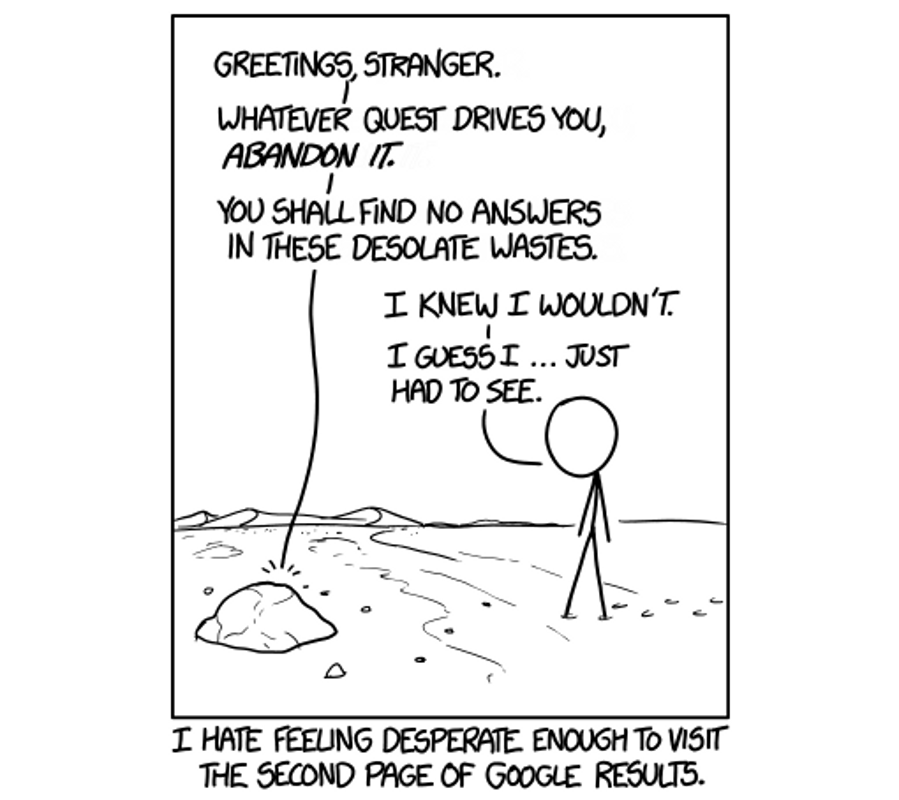 GREETINGS, STRANGER.
WHATEVER QUEST DRIVES YOU,
ABANDON IT.
YOU SHALL FIND NO ANSWERS
IN THESE DESOLATE WASTES.
I KNEW I WOULDN'T.
I GUESS I ... JUST
HAD TO SEE.
I HATE FEELING DESPERATE ENOUGH TO VISIT
THE SECOND PAGE OF GOOGLE RESULTS.